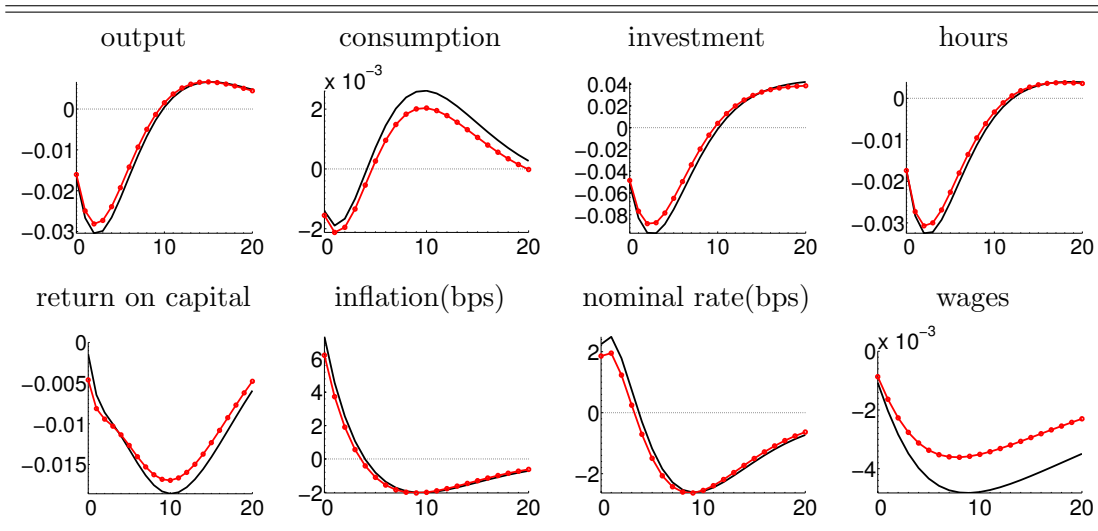 output consumption investment hours
x 10⁻³
0
-0.01
-0.02
-0.03
0 10 20
2
0
-2
0 10 20
0.04
0.02
0
-0.02
-0.04
-0.06
-0.08
0 10 20
0
-0.01
-0.02
-0.03
0 10 20
return on capital inflation(bps) nominal rate(bps) wages
0
-0.005
-0.01
-0.015
0 10 20
6
4
2
0
-2
0 10 20
2
0
-2
0 10 20
x 10⁻³
0
-2
-4
0 10 20